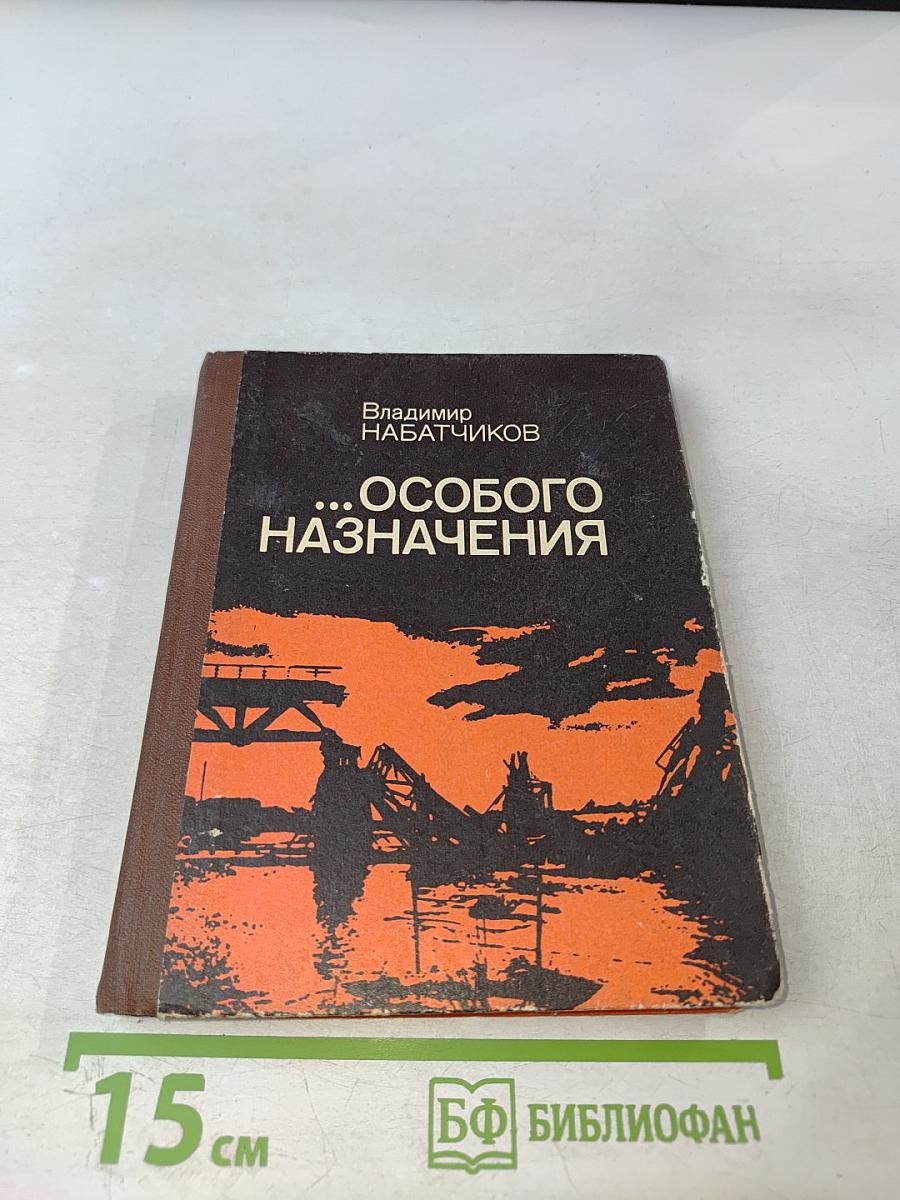 Владимир
НАБАТЧИКОВ
...ОСОБОГО
НАЗНАЧЕНИЯ
15 см
БФ БИБЛИОФАН